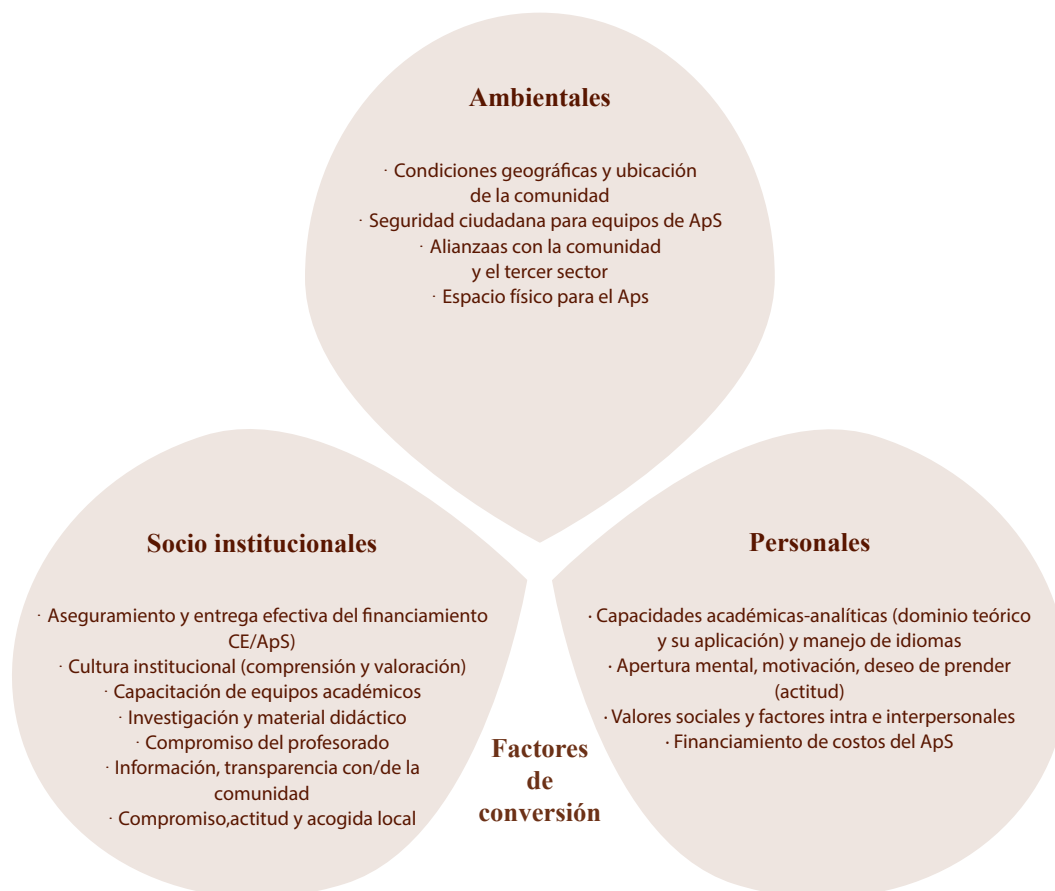 Ambientales
· Condiciones geográficas y ubicación
de la comunidad
· Seguridad ciudadana para equipos de ApS
· Alianzaas con la comunidad
y el tercer sector
· Espacio físico para el Aps
Socio institucionales
· Aseguramiento y entrega efectiva del financiamiento
CE/ApS)
· Cultura institucional (comprensión y valoración)
· Capacitación de equipos académicos
· Investigación y material didáctico
· Compromiso del profesorado
· Información, transparencia con/de la
comunidad
· Compromiso,actitud y acogida local
Personales
· Capacidades académicas-analíticas (dominio teórico
y su aplicación) y manejo de idiomas
· Apertura mental, motivación, deseo de prender
(actitud)
· Valores sociales y factores intra e interpersonales
· Financiamiento de costos del ApS
Factores
de
conversión